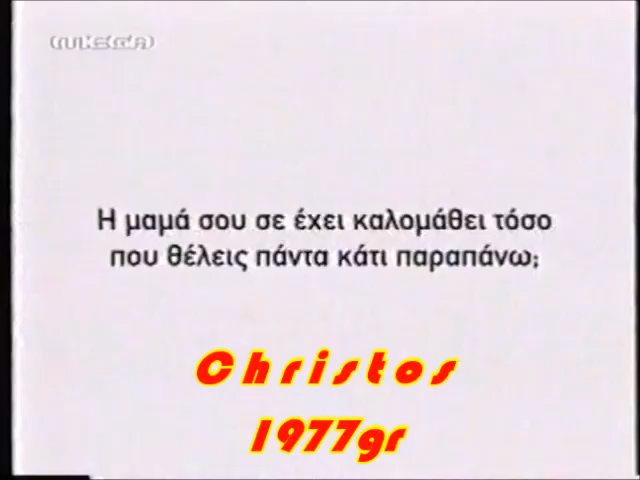 MEGA
Η μαμά σου σε έχει καλομάθει τόσο
που θέλεις πάντα κάτι παραπάνω;
Christos
1977gr